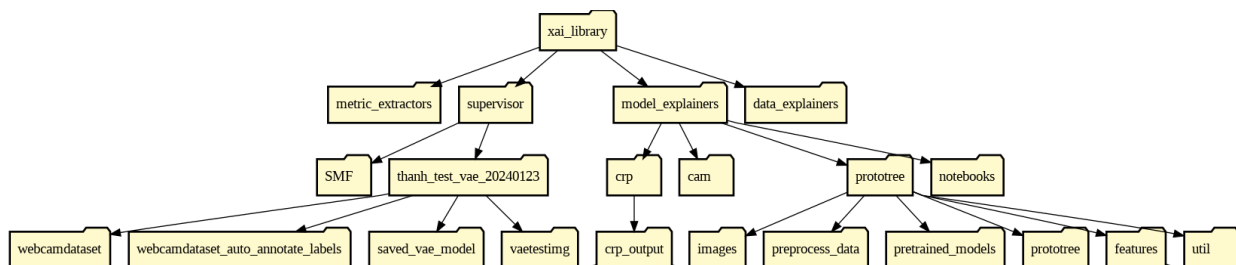 xai_library
metric_extractors
supervisor
model_explainers
data_explainers
SMF
thanh_test_vae_20240123
crp
cam
prototree
notebooks
webcamdataset
webcamdataset_auto_annotate_labels
saved_vae_model
vaetestimg
crp_output
images
preprocess_data
pretrained_models
prototree
features
util